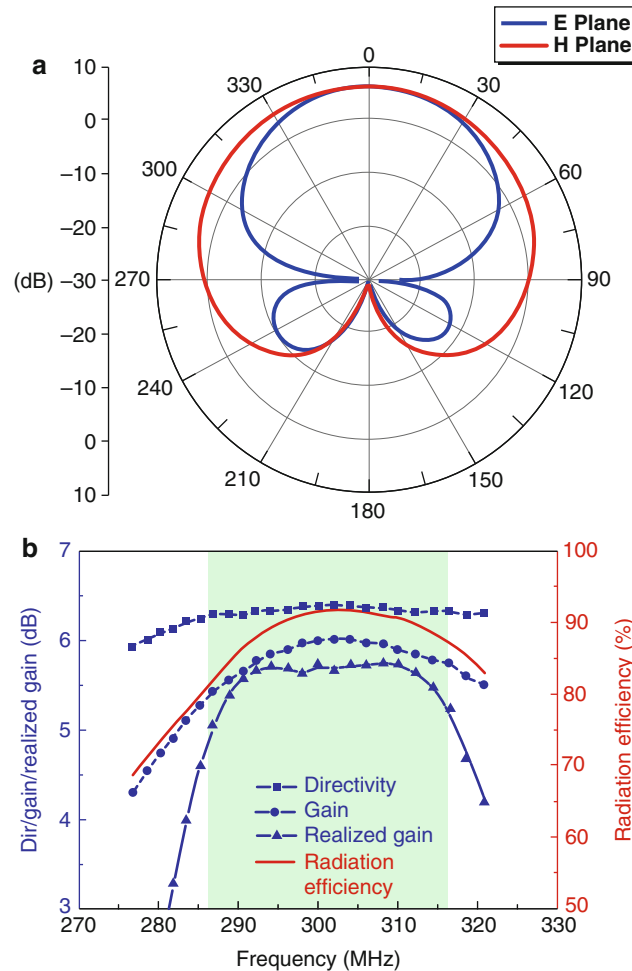 E Plane
H Plane
a
10
0
−10
−20
(dB) −30
−20
−10
0
10
0
30
60
90
120
150
180
210
240
270
300
330
b
7
6
5
4
3
Dir/gain/realized gain (dB)
100
90
80
70
60
50
Radiation efficiency (%)
Directivity
Gain
Realized gain
Radiation
efficiency
270 280 290 300 310 320 330
Frequency (MHz)